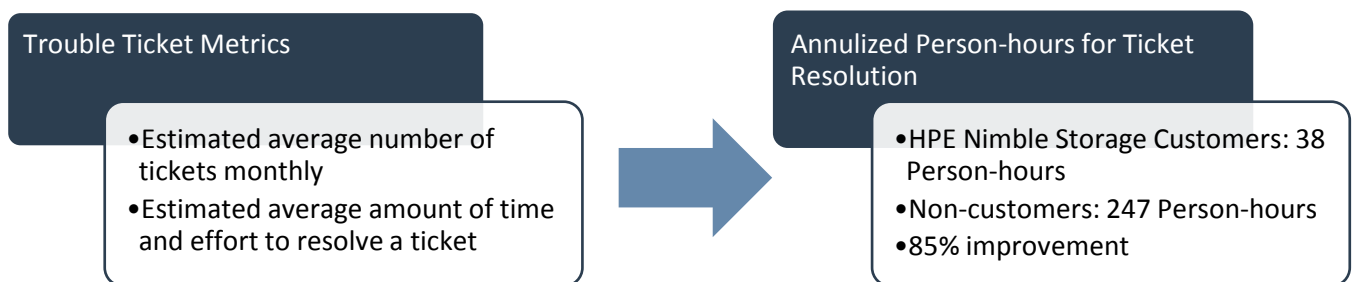 Trouble Ticket Metrics
•Estimated average number of
tickets monthly
•Estimated average amount of time
and effort to resolve a ticket
Annulized Person-hours for Ticket
Resolution
•HPE Nimble Storage Customers: 38
Person-hours
•Non-customers: 247 Person-hours
•85% improvement